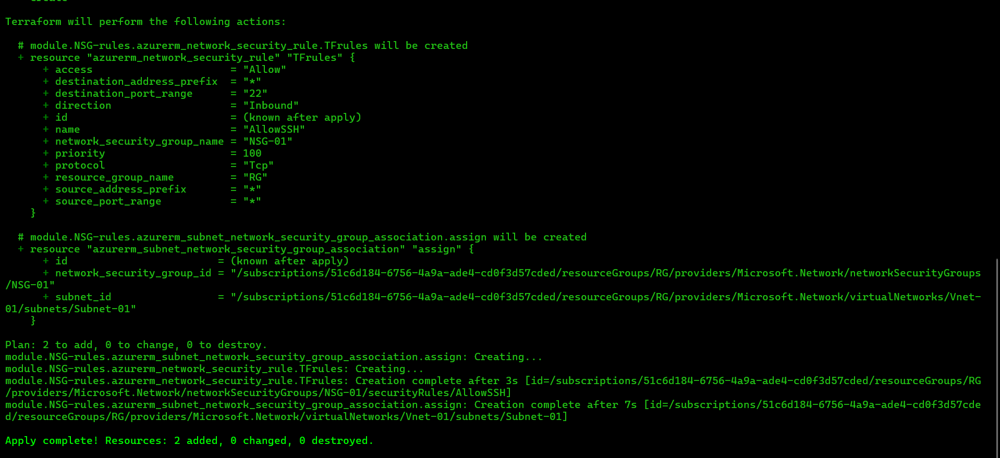 create
Terraform will perform the following actions:
# module.NSG-rules.azurerm_network_security_rule.TFrules will be created
+ resource "azurerm_network_security_rule" "TFrules" {
+ access = "Allow"
+ destination_address_prefix = "*"
+ destination_port_range = "22"
+ direction = "Inbound"
+ id = (known after apply)
+ name = "AllowSSH"
+ network_security_group_name = "NSG-01"
+ priority = 100
+ protocol = "Tcp"
+ resource_group_name = "RG"
+ source_address_prefix = "*"
+ source_port_range = "*"
}
# module.NSG-rules.azurerm_subnet_network_security_group_association.assign will be created
+ resource "azurerm_subnet_network_security_group_association" "assign" {
+ id = (known after apply)
+ network_security_group_id = "/subscriptions/51c6d184-6756-4a9a-ade4-cd0f3d57cded/resourceGroups/RG/providers/Microsoft.Network/networkSecurityGroups
/NSG-01"
+ subnet_id = "/subscriptions/51c6d184-6756-4a9a-ade4-cd0f3d57cded/resourceGroups/RG/providers/Microsoft.Network/virtualNetworks/Vnet-
01/subnets/Subnet-01"
}
Plan: 2 to add, 0 to change, 0 to destroy.
module.NSG-rules.azurerm_subnet_network_security_group_association.assign: Creating...
module.NSG-rules.azurerm_network_security_rule.TFrules: Creating...
module.NSG-rules.azurerm_network_security_rule.TFrules: Creation complete after 3s [id=/subscriptions/51c6d184-6756-4a9a-ade4-cd0f3d57cded/resourceGroups/RG
/providers/Microsoft.Network/networkSecurityGroups/NSG-01/securityRules/AllowSSH]
module.NSG-rules.azurerm_subnet_network_security_group_association.assign: Creation complete after 7s [id=/subscriptions/51c6d184-6756-4a9a-ade4-cd0f3d57cde
d/resourceGroups/RG/providers/Microsoft.Network/virtualNetworks/Vnet-01/subnets/Subnet-01]
Apply complete! Resources: 2 added, 0 changed, 0 destroyed.